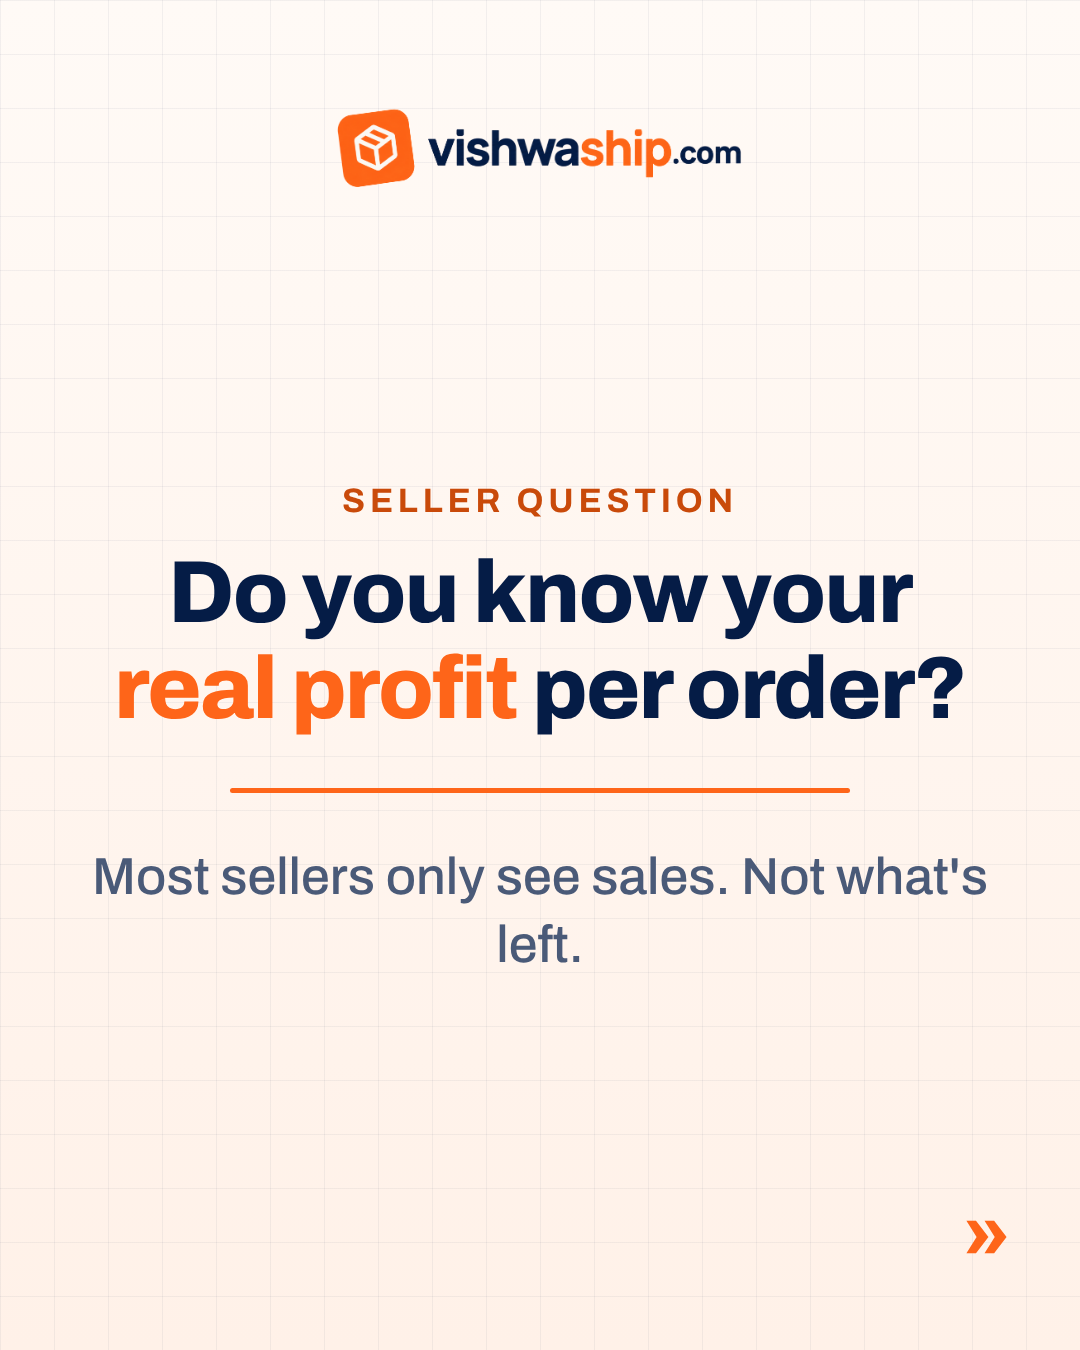 vishwaship.com
SELLER QUESTION
Do you know your
real profit per order?
Most sellers only see sales. Not what's
left.
»